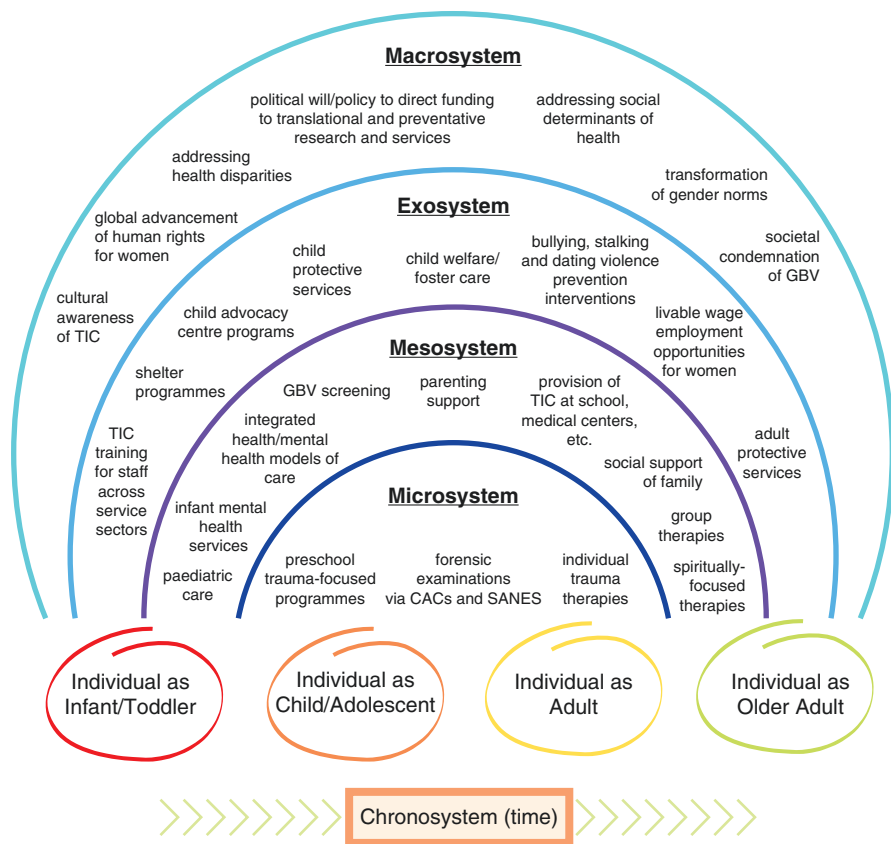 Macrosystem
political will/policy to direct funding
to translational and preventative
research and services
addressing social
determinants of
health
addressing
health disparities
transformation
of gender norms
global advancement
of human rights
for women
societal
condemnation
of GBV
cultural
awareness
of TIC
Exosystem
child
protective
services
child welfare/
foster care
bullying, stalking
and dating violence
prevention
interventions
child advocacy
centre programs
livable wage
employment
opportunities
for women
shelter
programmes
TIC
training
for staff
across
service
sectors
adult
protective
services
Mesosystem
GBV screening
parenting
support
provision of
TIC at school,
medical centers,
etc.
integrated
health/mental
health models of
care
social support
of family
infant mental
health
services
group
therapies
paediatric
care
spiritually-
focused
therapies
Microsystem
preschool
trauma-focused
programmes
forensic
examinations
via CACs and SANES
individual
trauma
therapies
Individual as
Infant/Toddler
Individual as
Child/Adolescent
Individual as
Adult
Individual as
Older Adult
Chronosystem (time)